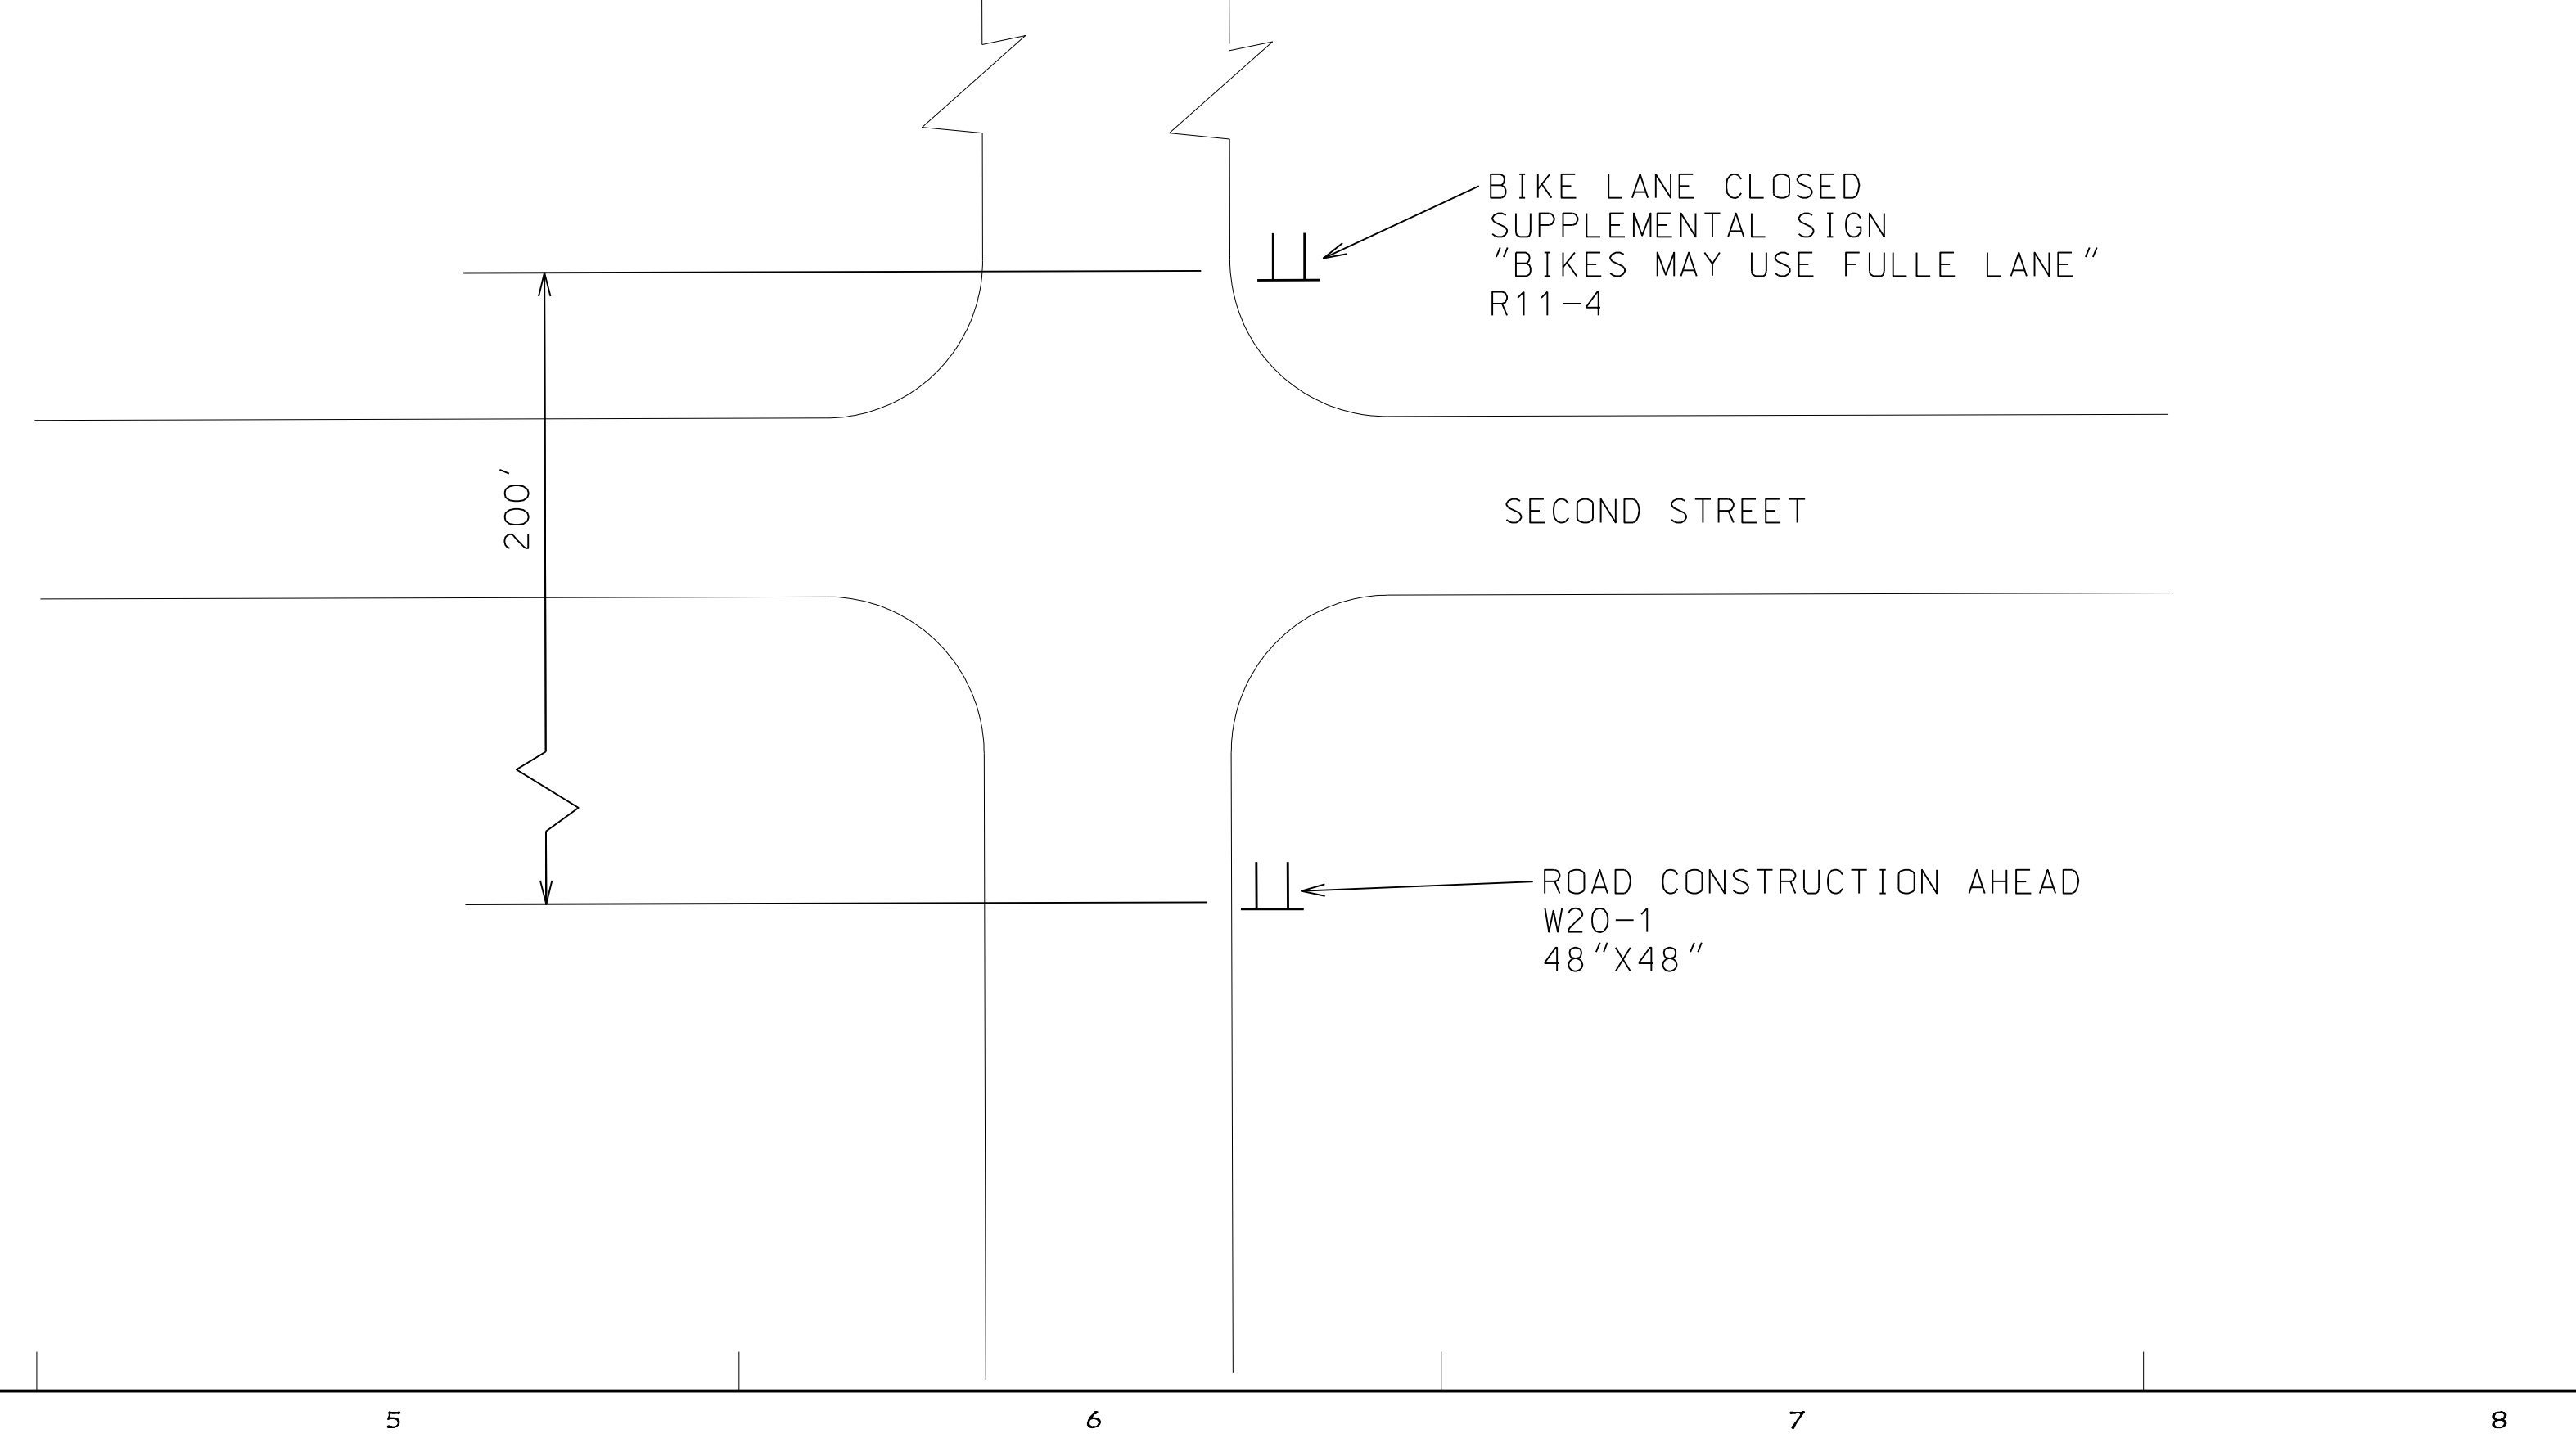 BIKE LANE CLOSED
SUPPLEMENTAL SIGN
"BIKES MAY USE FULLE LANE"
R11-4
200'
SECOND STREET
ROAD CONSTRUCTION AHEAD
W20-1
48"X48"
5 6 7 8